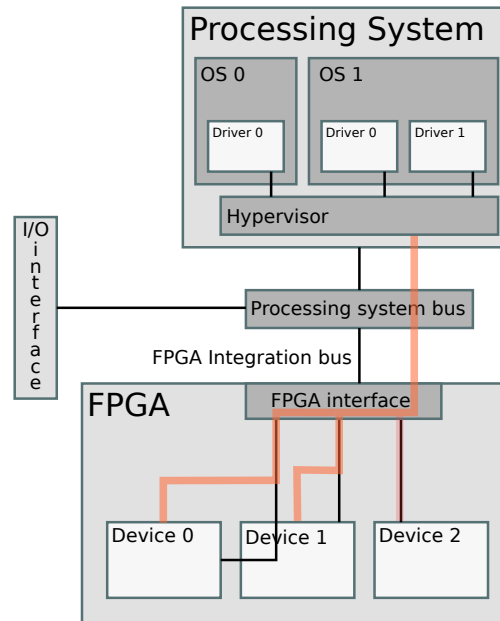 Processing System
OS 0
OS 1
Driver 0
Driver 0
Driver 1
Hypervisor
I/O
interface
Processing system bus
FPGA Integration bus
FPGA
FPGA interface
Device 0
Device 1
Device 2